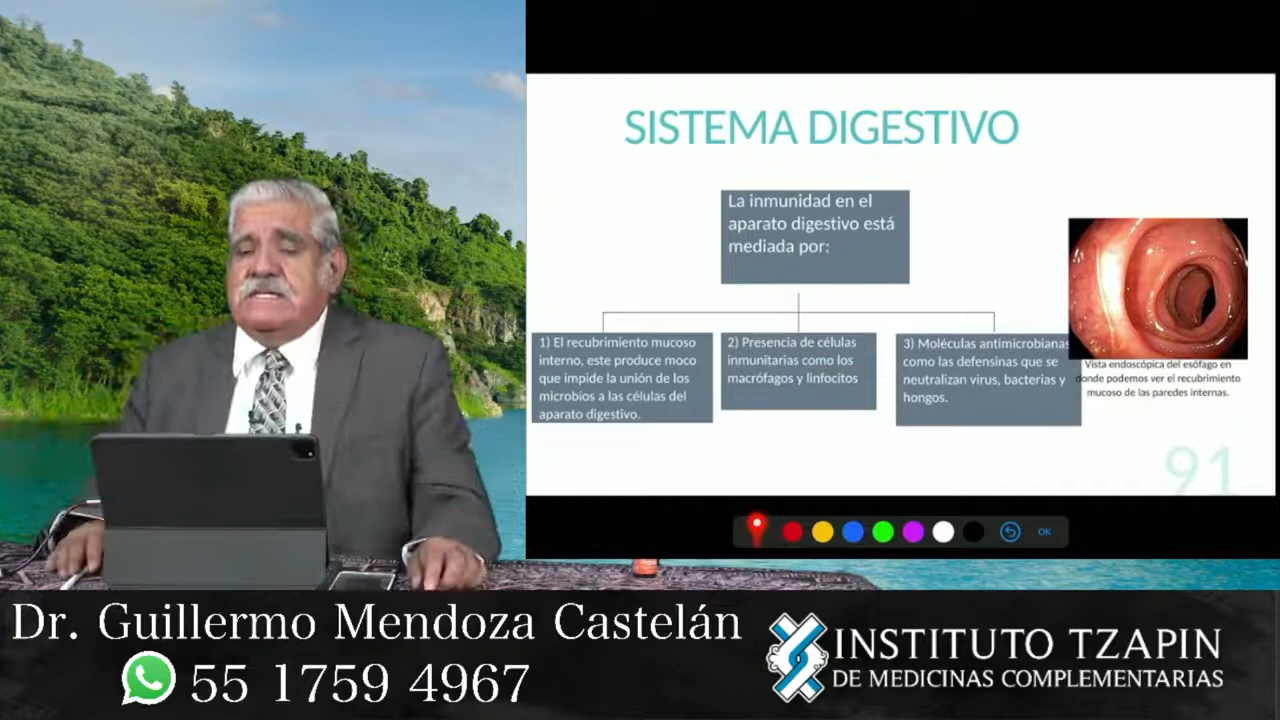 SISTEMA DIGESTIVO
La inmunidad en el
aparato digestivo está
mediada por:
1) El recubrimiento mucoso
interno, este produce moco
que impide la unión de los
microbios a las células del
aparato digestivo.
2) Presencia de células
inmunitarias como los
macrófagos y linfocitos
3) Moléculas antimicrobianas
como las defensinas que se
neutralizan virus, bacterias y
hongos.
Vista endoscópica del esófago en
donde podemos ver el recubrimiento
mucoso de las paredes internas.
91
OK
Dr. Guillermo Mendoza Castelán
55 1759 4967
INSTITUTO TZAPIN
DE MEDICINAS COMPLEMENTARIAS